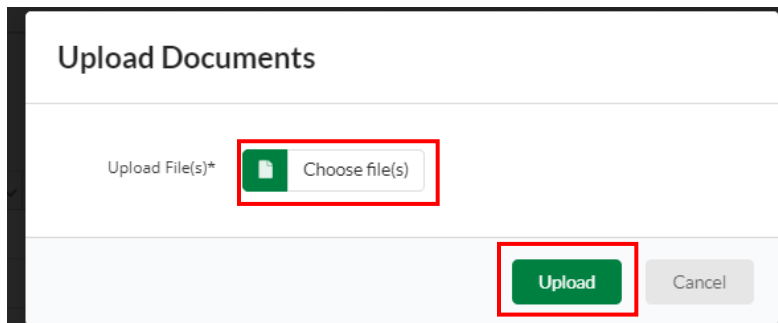 Upload Documents
Upload File(s)*
Choose file(s)
Upload
Cancel